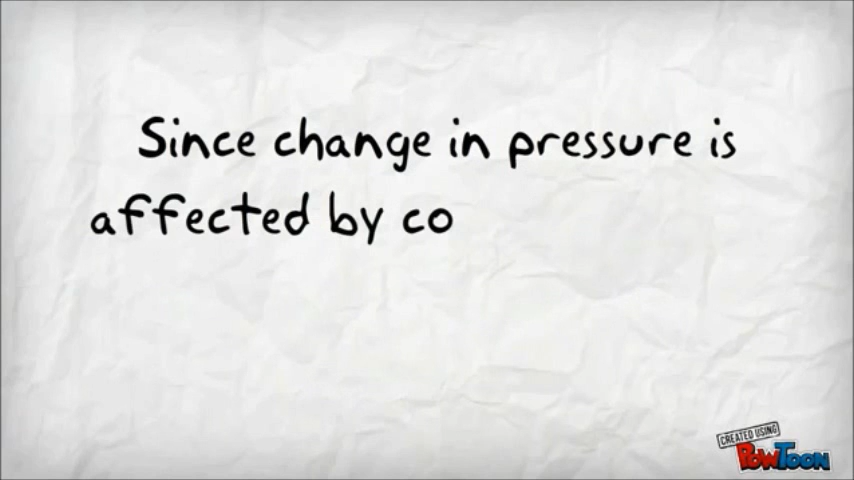 Since change in pressure is
affected by co
CREATED USING
POWTOON